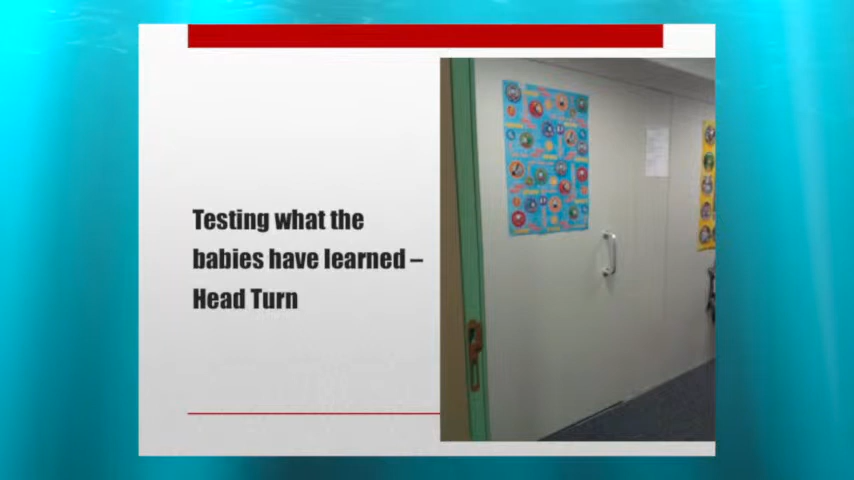 Testing what the
babies have learned –
Head Turn